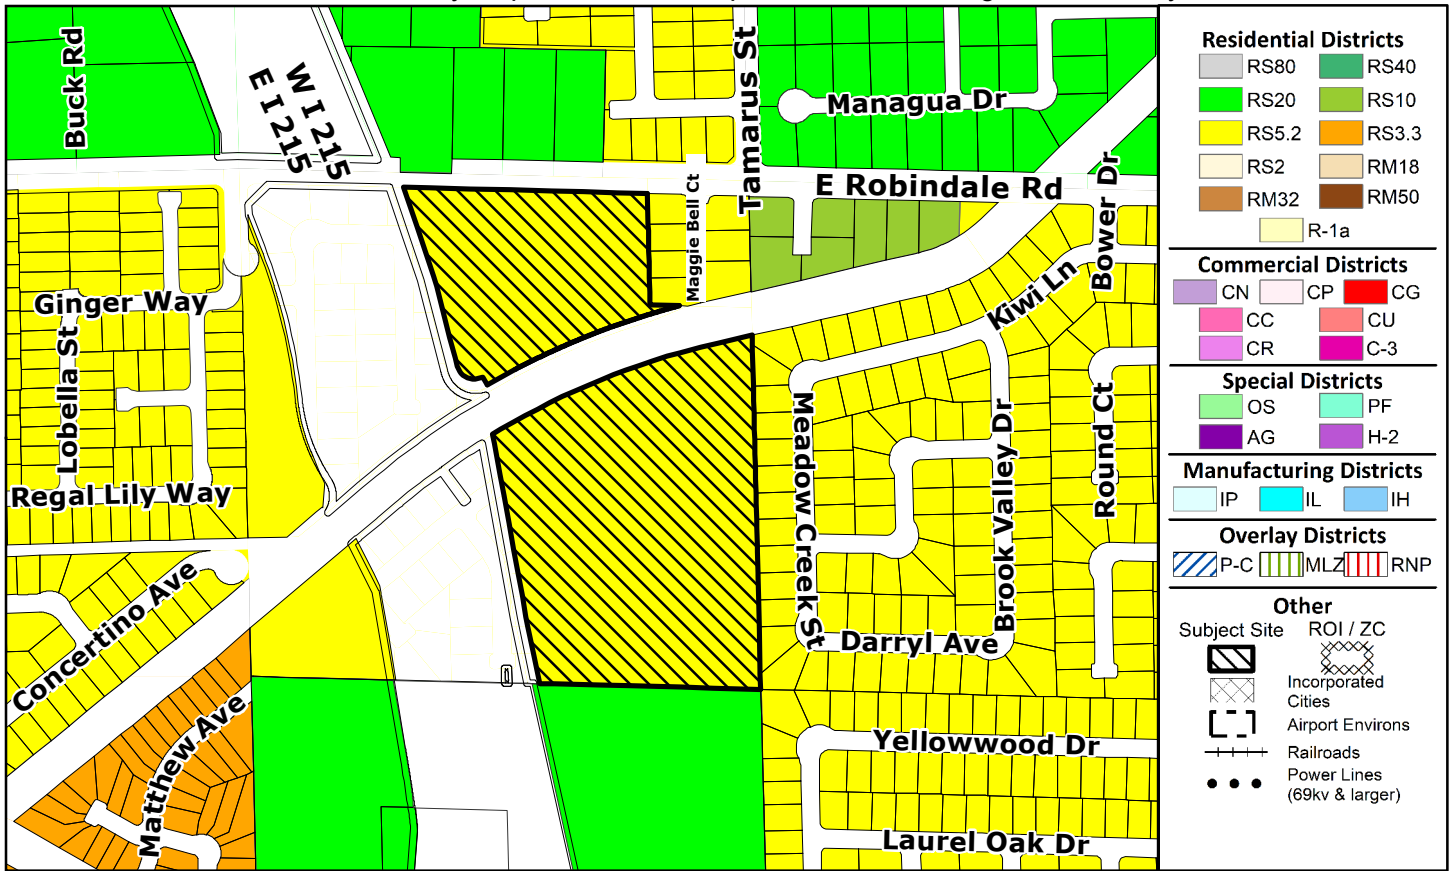 Buck Rd
W I 215
E I 215
Tamarus St
Managua Dr
E Robindale Rd
Maggie Bell Ct
Bower Dr
Kiwi Ln
Ginger Way
Lobella St
Regal Lily Way
Meadow Creek St
Brook Valley Dr
Round Ct
Concertino Ave
Darryl Ave
Matthew Ave
Yellowwood Dr
Laurel Oak Dr
Residential Districts
RS80 RS40
RS20 RS10
RS5.2 RS3.3
RS2 RM18
RM32 RM50
R-1a
Commercial Districts
CN CP CG
CC CU
CR C-3
Special Districts
OS PF
AG H-2
Manufacturing Districts
IP IL IH
Overlay Districts
P-C MLZ RNP
Other
Subject Site ROI / ZC
Incorporated
Cities
Airport Environs
Railroads
Power Lines
(69kv & larger)